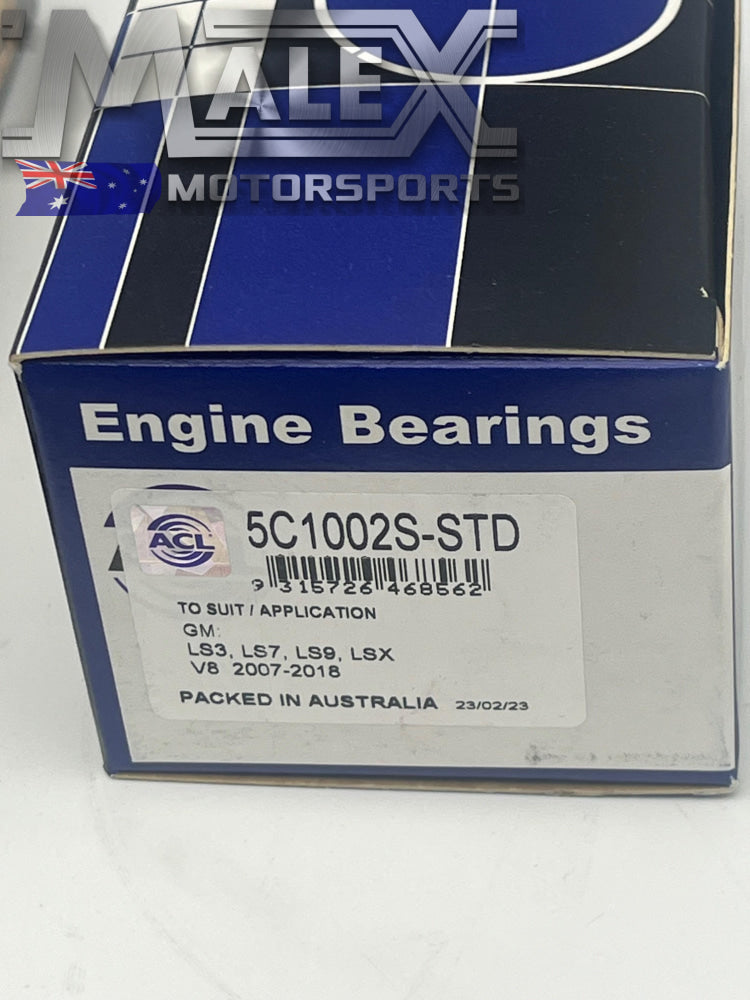 MALEX
MOTORSPORTS
Engine Bearings
ACL
5C1002S-STD
9 315726 468562
TO SUIT / APPLICATION
GM:
LS3, LS7, LS9, LSX
V8 2007-2018
PACKED IN AUSTRALIA 23/02/23